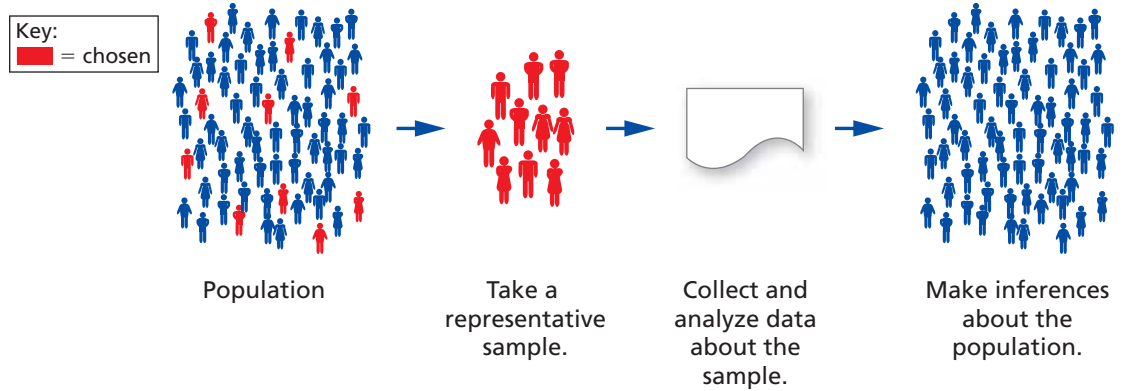 Key:
= chosen
Population
Take a
representative
sample.
Collect and
analyze data
about the
sample.
Make inferences
about the
population.